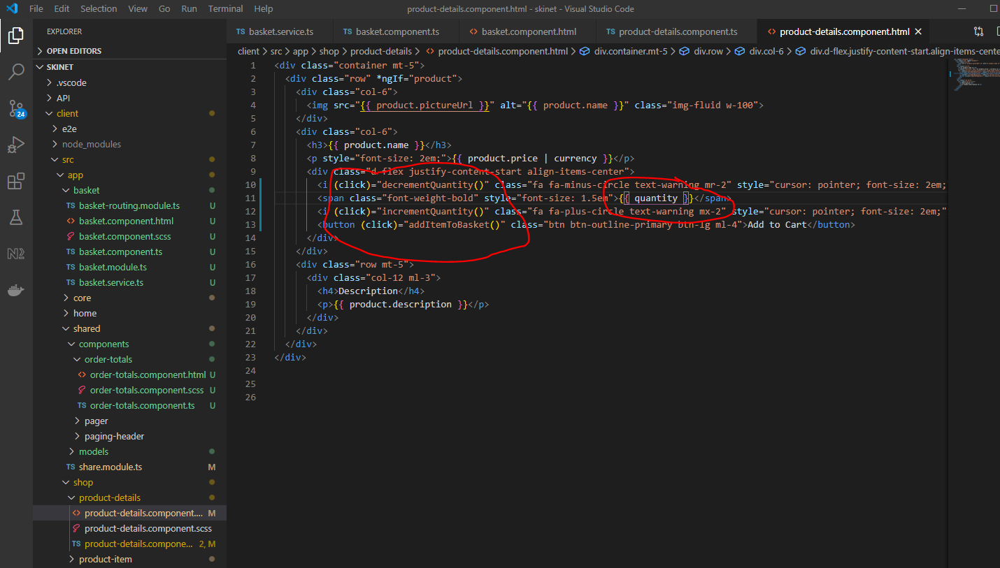 File Edit Selection View Go Run Terminal Help product-details.component.html - skinet - Visual Studio Code
EXPLORER
OPEN EDITORS
SKINET
.vscode
API
client
e2e
node_modules
src
app
basket
TS basket-routing.module.ts U
<> basket.component.html U
basket.component.scss U
TS basket.component.ts U
TS basket.module.ts U
TS basket.service.ts U
core
home
shared
components
order-totals
<> order-totals.component.html U
order-totals.component.scss U
TS order-totals.component.ts U
pager
paging-header
models
TS share.module.ts M
shop
product-details
<> product-details.component.... M
product-details.component.scss
TS product-details.compone... 2, M
product-item
24
TS basket.service.ts TS basket.component.ts <> basket.component.html TS product-details.component.ts <> product-details.component.html
client > src > app > shop > product-details > <> product-details.component.html > div.container.mt-5 > div.row > div.col-6 > div.d-flex.justify-content-start.align-items-cente
1 <div class="container mt-5">
2 <div class="row" *ngIf="product">
3 <div class="col-6">
4 <img src="{{ product.pictureUrl }}" alt="{{ product.name }}" class="img-fluid w-100">
5 </div>
6 <div class="col-6">
7 <h3>{{ product.name }}</h3>
8 <p style="font-size: 2em;">{{ product.price | currency }}</p>
9 <div class="d-flex justify-content-start align-items-center">
10 <i (click)="decrementQuantity()" class="fa fa-minus-circle text-warning mr-2" style="cursor: pointer; font-size: 2em;
11 <span class="font-weight-bold" style="font-size: 1.5em">{{ quantity }}</span>
12 <i (click)="incrementQuantity()" class="fa fa-plus-circle text-warning mx-2" style="cursor: pointer; font-size: 2em;"
13 <button (click)="addItemToBasket()" class="btn btn-outline-primary btn-lg ml-4">Add to Cart</button>
14 </div>
15 </div>
16 <div class="row mt-5">
17 <div class="col-12 ml-3">
18 <h4>Description</h4>
19 <p>{{ product.description }}</p>
20 </div>
21 </div>
22 </div>
23 </div>
24
25
26